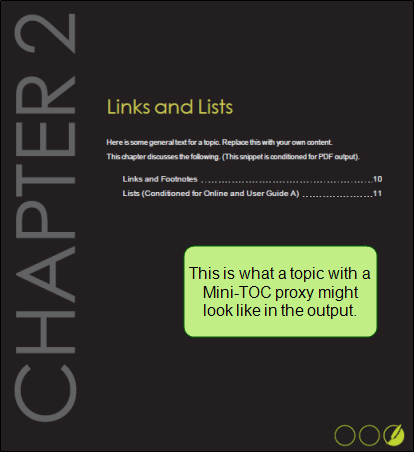 CHAPTER 2
Links and Lists
Here is some general text for a topic. Replace this with your own content.
This chapter discusses the following. (This snippet is conditioned for PDF output).
Links and Footnotes ................................................ 10
Lists (Conditioned for Online and User Guide A) ..................... 11
This is what a topic with a
Mini-TOC proxy might
look like in the output.